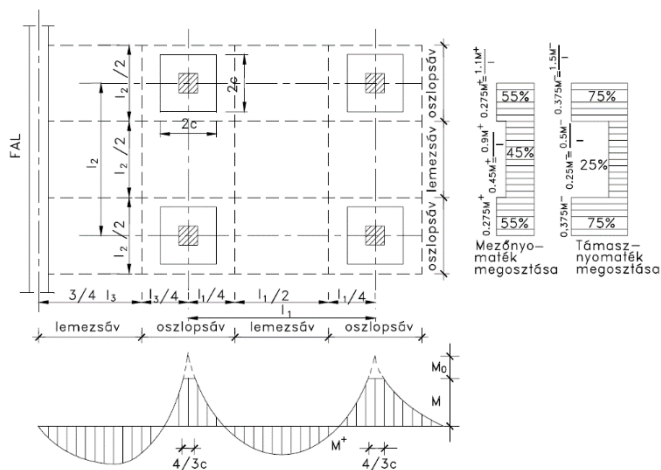 FAL
l₂/2
l₂
l₂/2
l₂/2
2c
2c
oszlopsáv
lemezsáv
oszlopsáv
3/4 l₃
l₃/4
l₁/4
l₁/2
l₁/4
l₁
lemezsáv
oszlopsáv
lemezsáv
oszlopsáv
0.275M⁺
1.1M⁺
0.45M⁺
0.9M⁺
0.275M⁺
55%
45%
55%
Mezőnyo-
maték
megosztása
0.375M⁻
1.5M⁻
0.25M⁻
0.5M⁻
0.375M⁻
75%
25%
75%
Támasz-
nyomaték
megosztása
M₀
M
M⁺
4/3c
4/3c